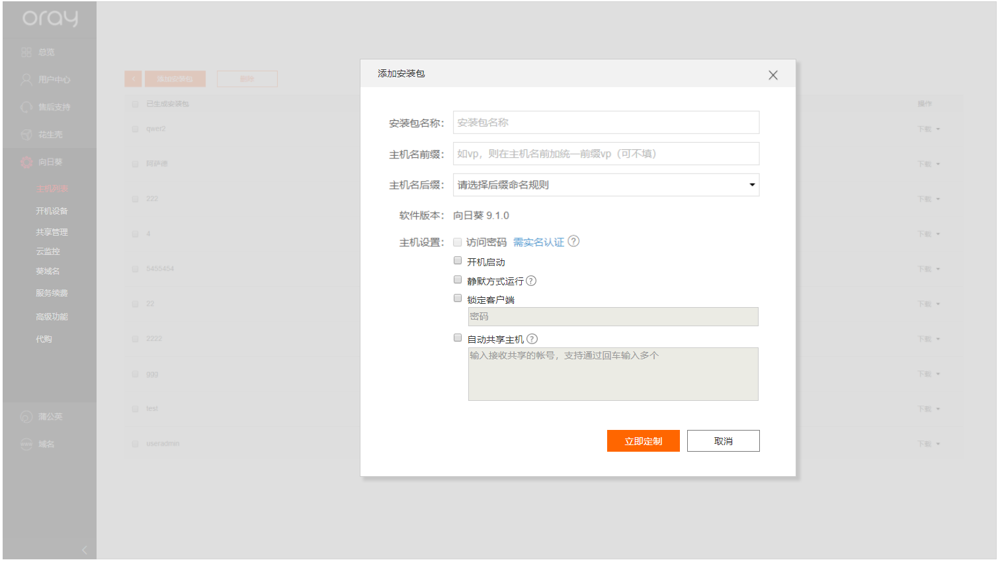 oray
总览
用户中心
售后支持
花生壳
向日葵
主机列表
开机设备
共享管理
云监控
葵域名
服务续费
高级功能
代购
蒲公英
域名
添加安装包
删除
已生成安装包
操作
qwer2
下载
阿萨德
下载
222
下载
4
下载
5455454
下载
22
下载
2222
下载
ggg
下载
test
下载
useradmin
下载
添加安装包
安装包名称：
安装包名称
主机名前缀：
如vp，则在主机名前加统一前缀vp（可不填）
主机名后缀：
请选择后缀命名规则
软件版本：
向日葵 9.1.0
主机设置：
访问密码 需实名认证 ?
开机启动
静默方式运行 ?
锁定客户端
密码
自动共享主机 ?
输入接收共享的帐号，支持通过回车输入多个
立即定制
取消